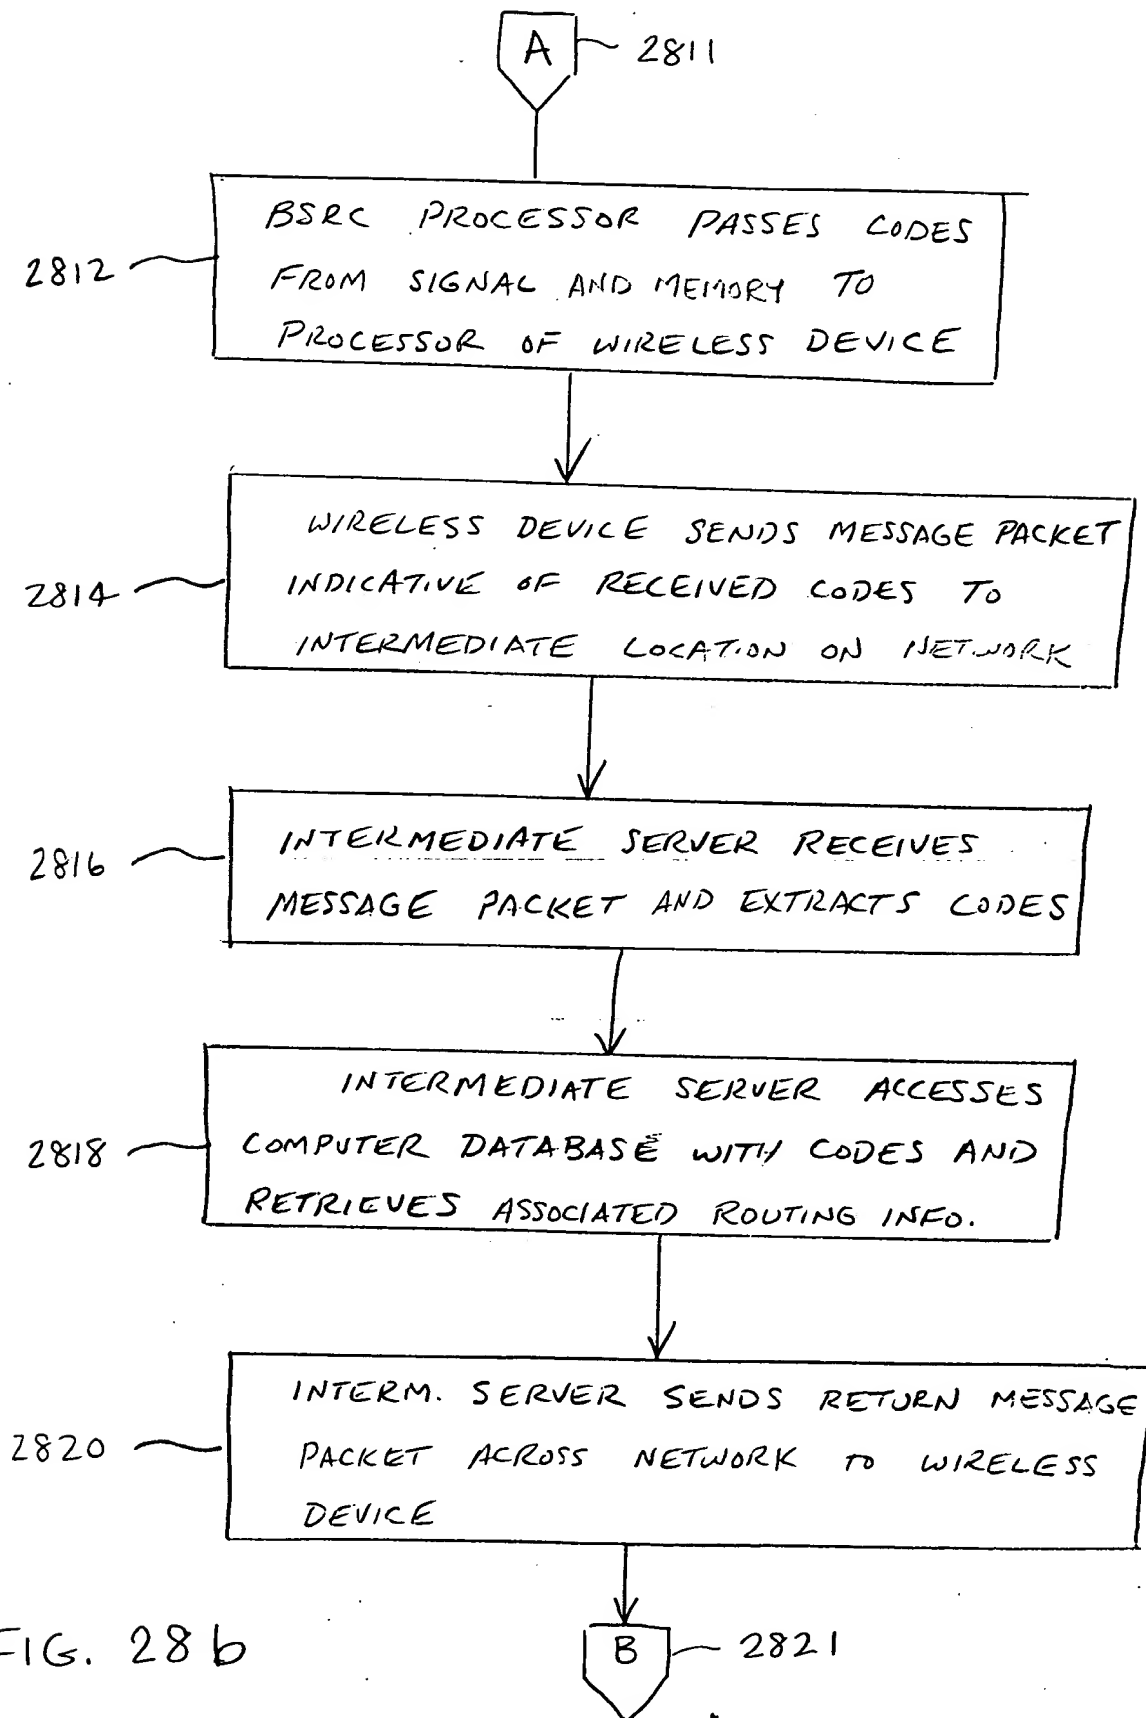 A 2811
BSRC PROCESSOR PASSES CODES
2812 FROM SIGNAL AND MEMORY TO
PROCESSOR OF WIRELESS DEVICE
WIRELESS DEVICE SENDS MESSAGE PACKET
2814 INDICATIVE OF RECEIVED CODES TO
INTERMEDIATE LOCATION ON NETWORK
INTERMEDIATE SERVER RECEIVES
2816
MESSAGE PACKET AND EXTRACTS CODES
INTERMEDIATE SERVER ACCESSES
2818 COMPUTER DATABASE WITH CODES AND
RETRIEVES ASSOCIATED ROUTING INFO.
INTERM. SERVER SENDS RETURN MESSAGE
2820 PACKET ACROSS NETWORK TO WIRELESS
DEVICE
FIG. 28b
B 2821